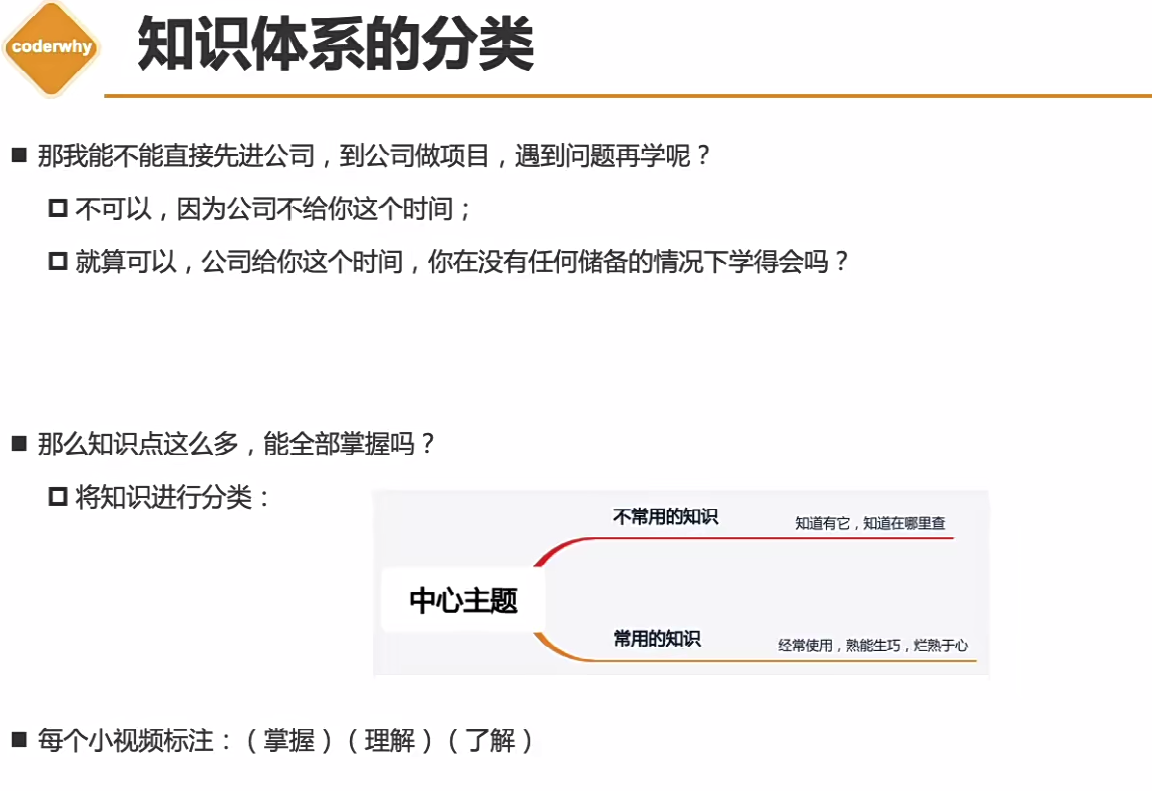 coderwhy
知识体系的分类
那我能不能直接先进公司，到公司做项目，遇到问题再学呢？
不可以，因为公司不给你这个时间；
就算可以，公司给你这个时间，你在没有任何储备的情况下学得会吗？
那么知识点这么多，能全部掌握吗？
将知识进行分类：
不常用的知识
知道有它，知道在哪里查
中心主题
常用的知识
经常使用，熟能生巧，烂熟于心
每个小视频标注：（掌握）（理解）（了解）